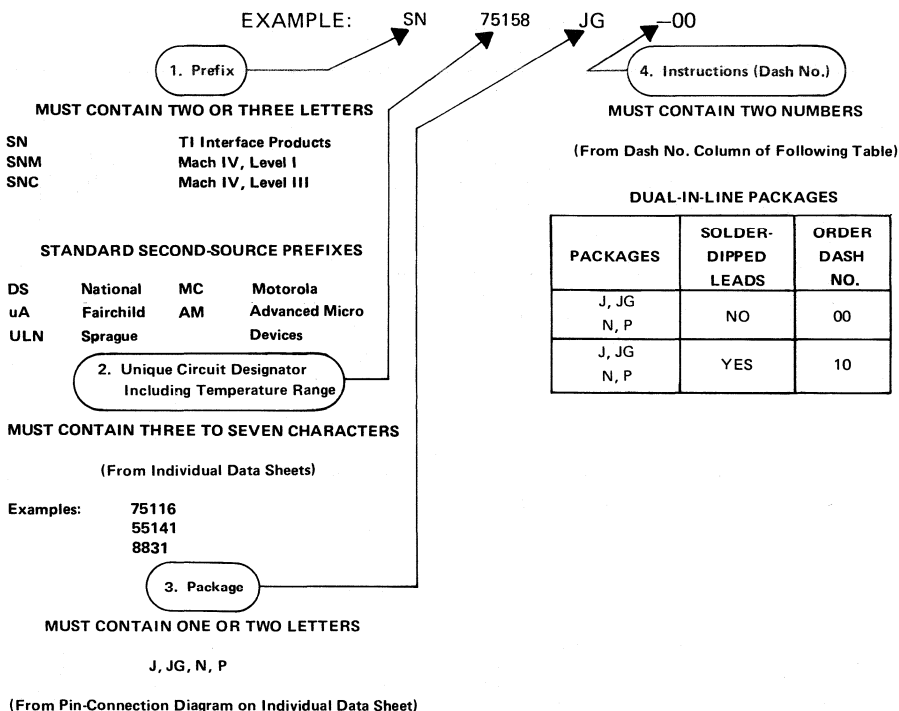 EXAMPLE: SN 75158 JG –00
1. Prefix
MUST CONTAIN TWO OR THREE LETTERS
SN TI Interface Products
SNM Mach IV, Level I
SNC Mach IV, Level III
STANDARD SECOND-SOURCE PREFIXES
DS National MC Motorola
uA Fairchild AM Advanced Micro
ULN Sprague Devices
2. Unique Circuit Designator
Including Temperature Range
MUST CONTAIN THREE TO SEVEN CHARACTERS
(From Individual Data Sheets)
Examples: 75116
55141
8831
3. Package
MUST CONTAIN ONE OR TWO LETTERS
J, JG, N, P
(From Pin-Connection Diagram on Individual Data Sheet)
4. Instructions (Dash No.)
MUST CONTAIN TWO NUMBERS
(From Dash No. Column of Following Table)
DUAL-IN-LINE PACKAGES
PACKAGES SOLDER-DIPPED LEADS ORDER DASH NO.
J, JG
N, P NO 00
J, JG
N, P YES 10